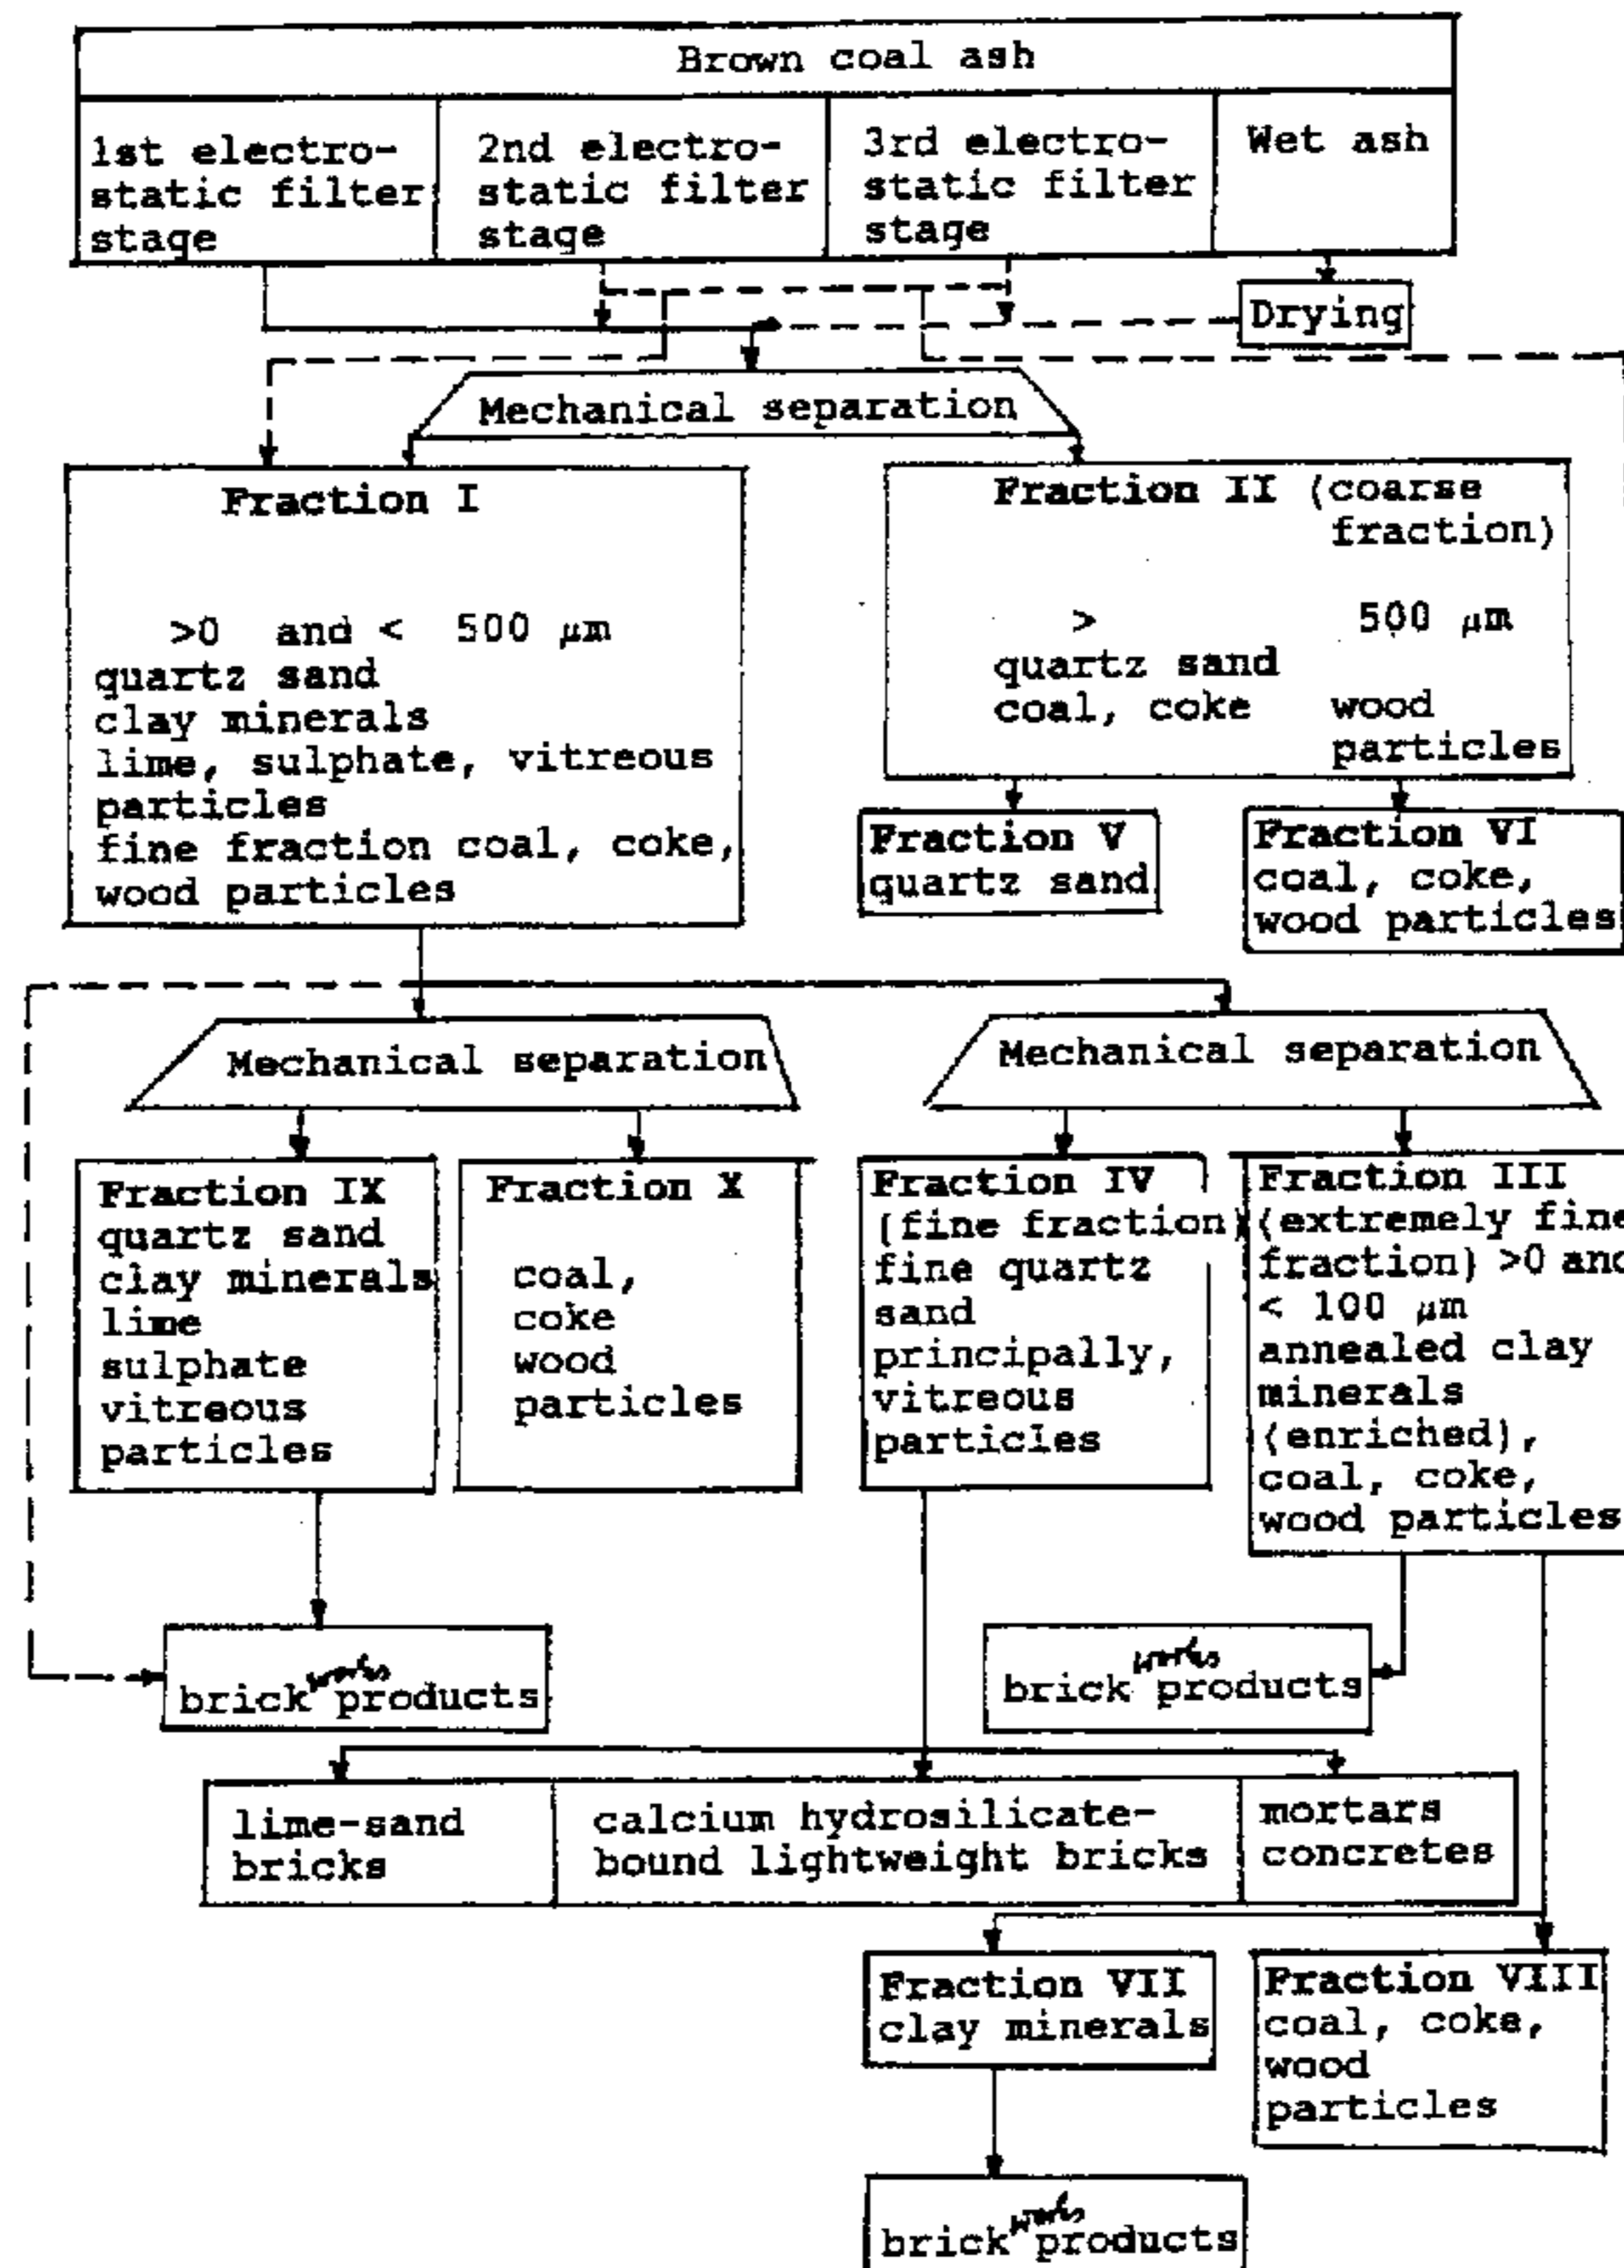 Brown coal ash
1st electro-
static filter
stage
2nd electro-
static filter
stage
3rd electro-
static filter
stage
Wet ash
Drying
Mechanical separation
Fraction I
>0 and < 500 µm
quartz sand
clay minerals
lime, sulphate, vitreous
particles
fine fraction coal, coke,
wood particles
Fraction II (coarse
fraction)
> 500 µm
quartz sand
coal, coke wood
particles
Fraction V
quartz sand
Fraction VI
coal, coke,
wood particles
Mechanical separation
Mechanical separation
Fraction IX
quartz sand
clay minerals
lime
sulphate
vitreous
particles
Fraction X
coal,
coke
wood
particles
Fraction IV
(fine fraction)
fine quartz
sand
principally,
vitreous
particles
Fraction III
(extremely fine
fraction) >0 and
< 100 µm
annealed clay
minerals
(enriched),
coal, coke,
wood particles
works
brick products
works
brick products
lime-sand
bricks
calcium hydrosilicate-
bound lightweight bricks
mortars
concretes
Fraction VII
clay minerals
Fraction VIII
coal, coke,
wood
particles
works
brick products